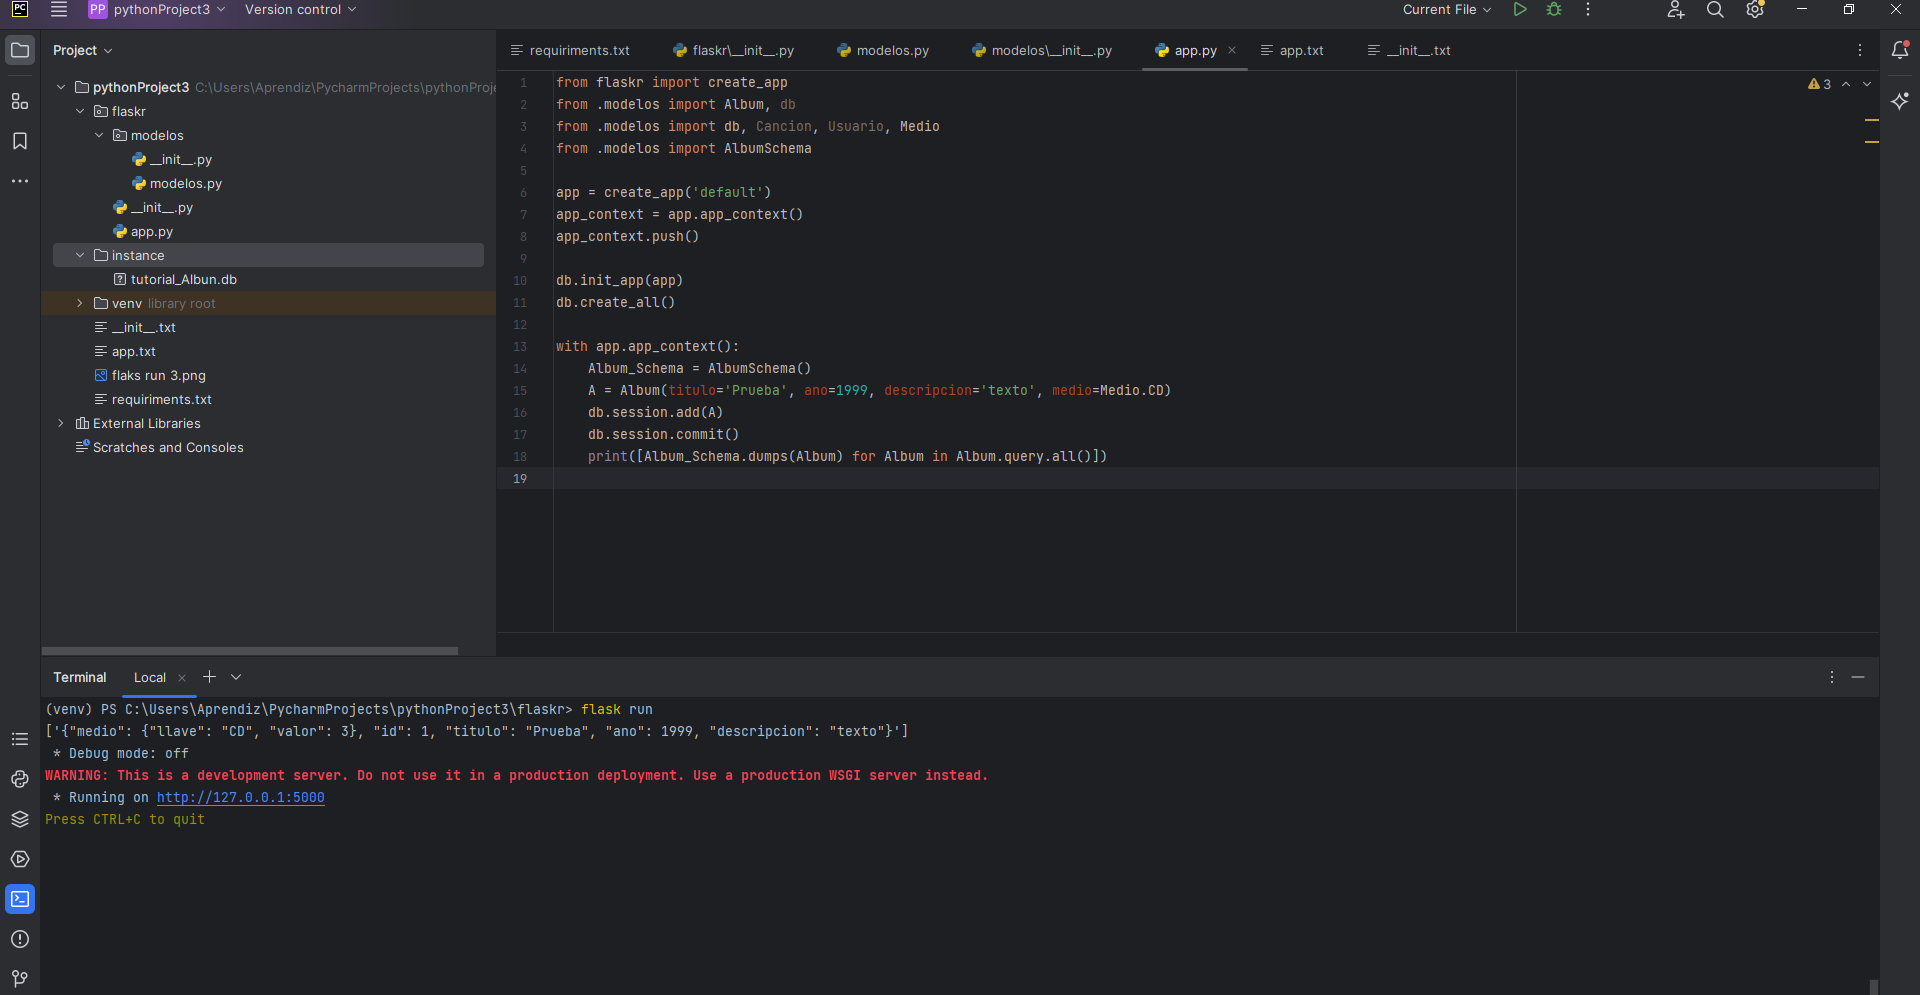 PC PP pythonProject3 Version control Current File
Project
requiriments.txt flaskr\__init__.py modelos.py modelos\__init__.py app.py app.txt __init__.txt
pythonProject3 C:\Users\Aprendiz\PycharmProjects\pythonProje
flaskr
modelos
__init__.py
modelos.py
__init__.py
app.py
instance
tutorial_Albun.db
venv library root
__init__.txt
app.txt
flaks run 3.png
requiriments.txt
External Libraries
Scratches and Consoles
3
1 from flaskr import create_app
2 from .modelos import Album, db
3 from .modelos import db, Cancion, Usuario, Medio
4 from .modelos import AlbumSchema
5
6 app = create_app('default')
7 app_context = app.app_context()
8 app_context.push()
9
10 db.init_app(app)
11 db.create_all()
12
13 with app.app_context():
14     Album_Schema = AlbumSchema()
15     A = Album(titulo='Prueba', ano=1999, descripcion='texto', medio=Medio.CD)
16     db.session.add(A)
17     db.session.commit()
18     print([Album_Schema.dumps(Album) for Album in Album.query.all()])
19
Terminal Local
(venv) PS C:\Users\Aprendiz\PycharmProjects\pythonProject3\flaskr> flask run
['{"medio": {"llave": "CD", "valor": 3}, "id": 1, "titulo": "Prueba", "ano": 1999, "descripcion": "texto"}']
 * Debug mode: off
WARNING: This is a development server. Do not use it in a production deployment. Use a production WSGI server instead.
 * Running on http://127.0.0.1:5000
Press CTRL+C to quit